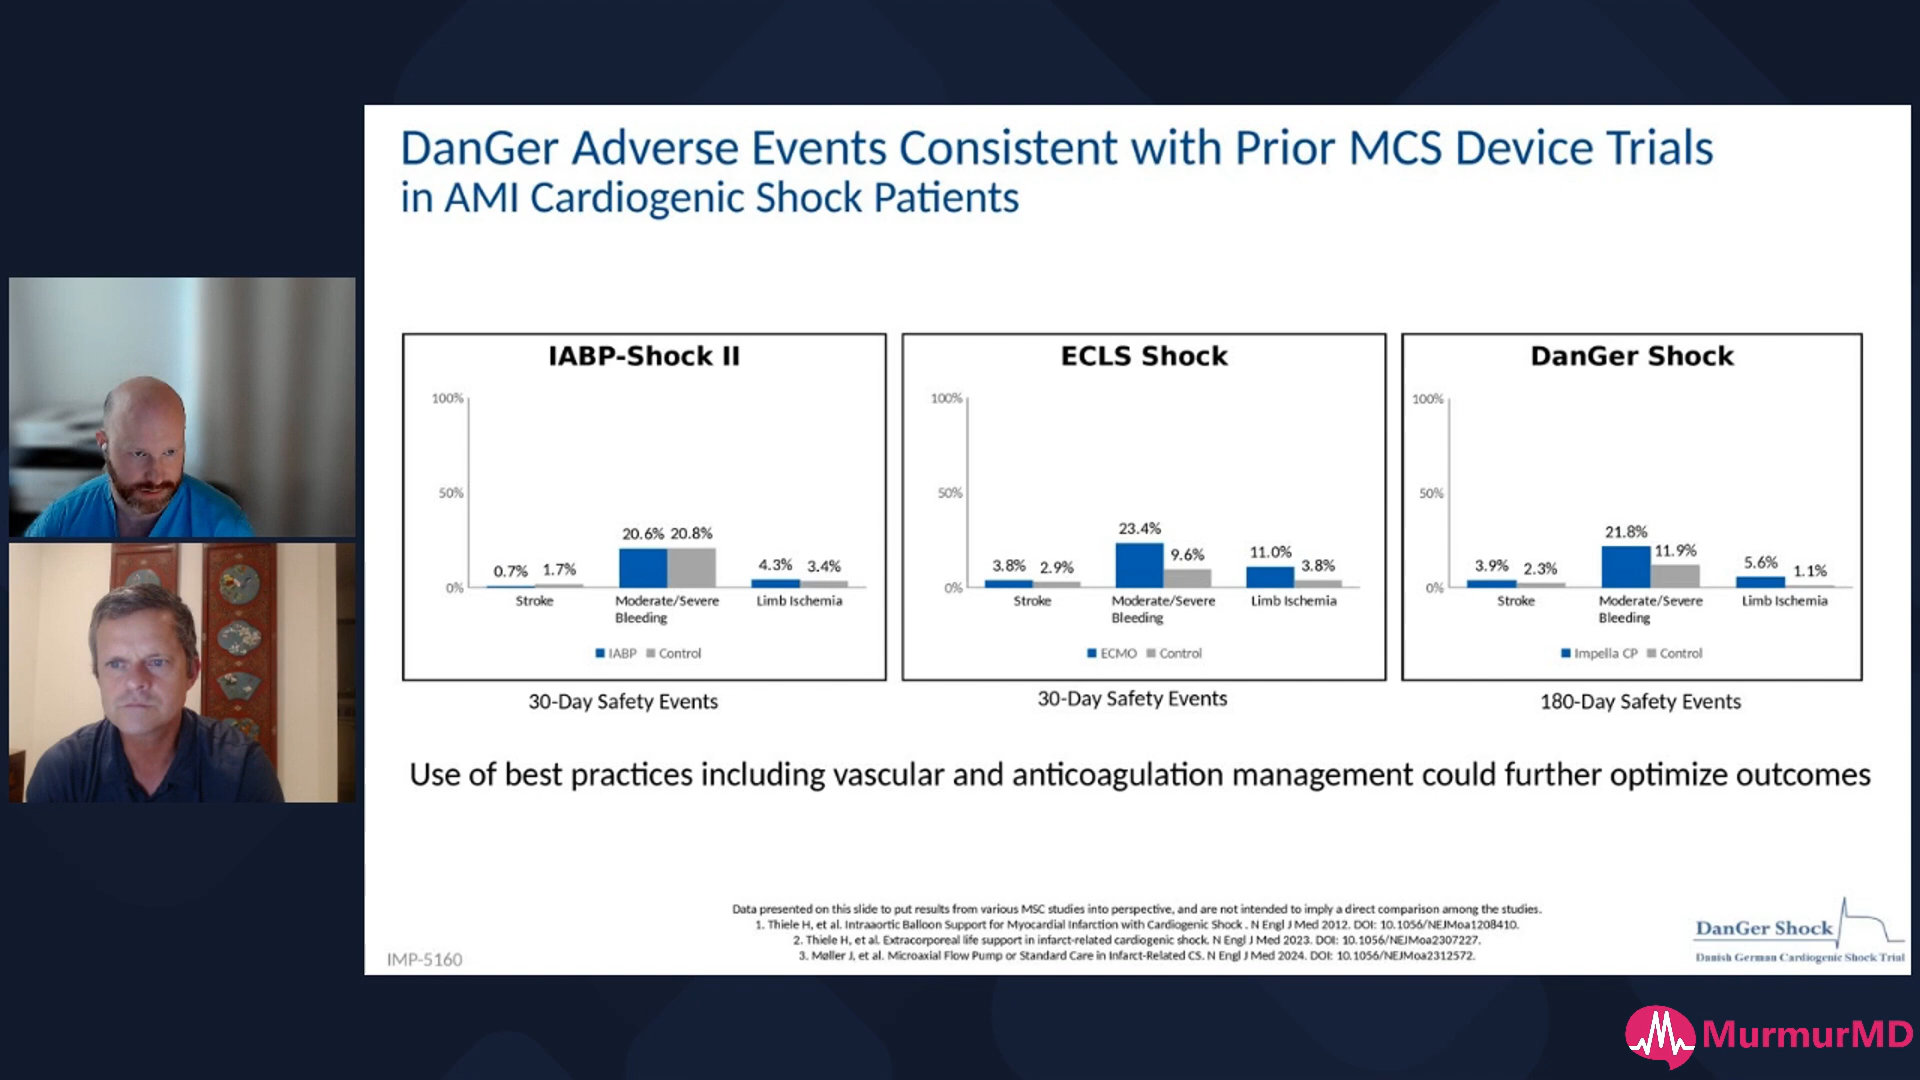 DanGer Adverse Events Consistent with Prior MCS Device Trials
in AMI Cardiogenic Shock Patients
IABP-Shock II
100%
50%
0%
0.7% 1.7%
20.6% 20.8%
4.3% 3.4%
Stroke
Moderate/Severe
Bleeding
Limb Ischemia
IABP Control
30-Day Safety Events
ECLS Shock
100%
50%
0%
3.8% 2.9%
23.4%
9.6%
11.0%
3.8%
Stroke
Moderate/Severe
Bleeding
Limb Ischemia
ECMO Control
30-Day Safety Events
DanGer Shock
100%
50%
0%
3.9% 2.3%
21.8%
11.9%
5.6%
1.1%
Stroke
Moderate/Severe
Bleeding
Limb Ischemia
Impella CP Control
180-Day Safety Events
Use of best practices including vascular and anticoagulation management could further optimize outcomes
Data presented on this slide to put results from various MSC studies into perspective, and are not intended to imply a direct comparison among the studies.
1. Thiele H, et al. Intraaortic Balloon Support for Myocardial Infarction with Cardiogenic Shock . N Engl J Med 2012. DOI: 10.1056/NEJMoa1208410.
2. Thiele H, et al. Extracorporeal life support in infarct-related cardiogenic shock. N Engl J Med 2023. DOI: 10.1056/NEJMoa2307227.
3. Møller J, et al. Microaxial Flow Pump or Standard Care in Infarct-Related CS. N Engl J Med 2024. DOI: 10.1056/NEJMoa2312572.
IMP-5160
DanGer Shock
Danish German Cardiogenic Shock Trial
MurmurMD